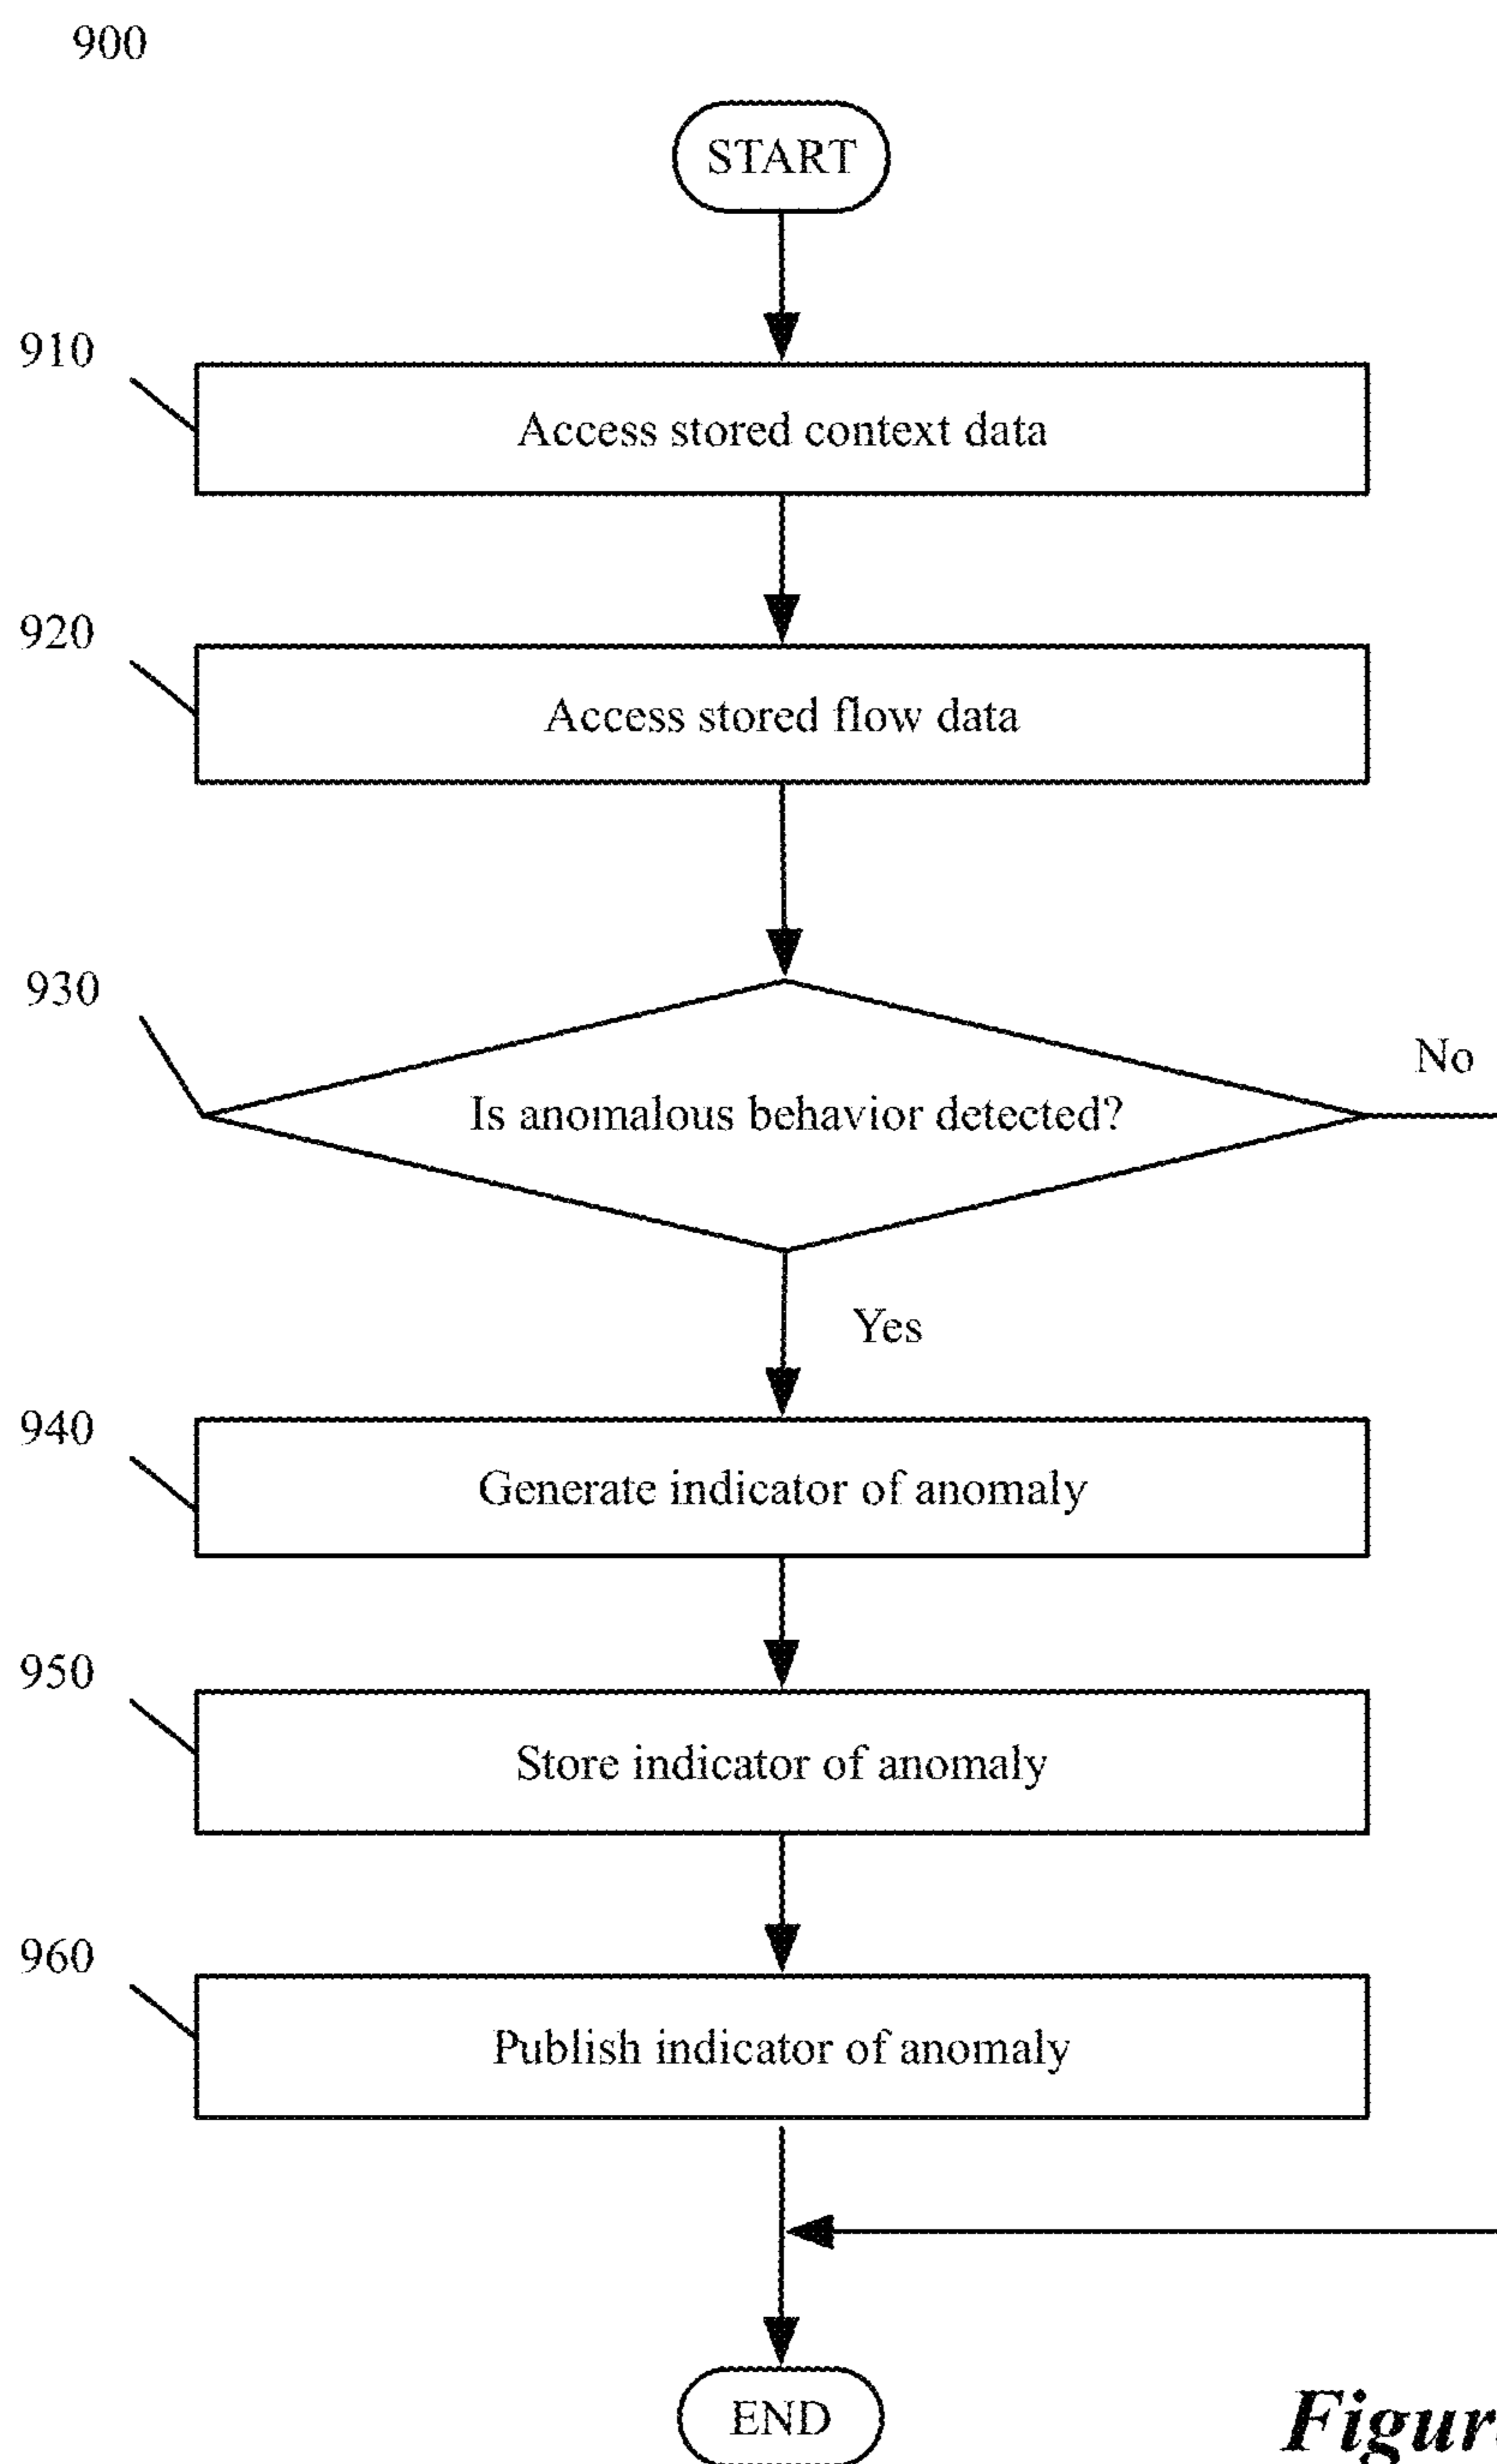 900
START
910
Access stored context data
920
Access stored flow data
930
Is anomalous behavior detected?
No
Yes
940
Generate indicator of anomaly
950
Store indicator of anomaly
960
Publish indicator of anomaly
END